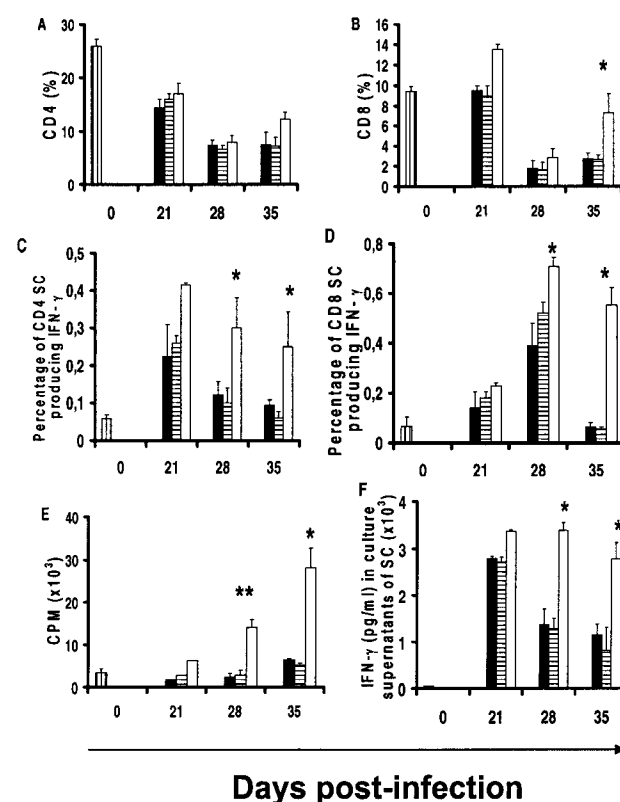 A
CD4 (%)
30
20
10
0
0 21 28 35
B
CD8 (%)
16
14
12
10
8
6
4
2
0
*
0 21 28 35
C
Percentage of CD4 SC
producing IFN-γ
0,5
0,4
0,3
0,2
0,1
0
* *
0 21 28 35
D
Percentage of CD8 SC
producing IFN-γ
0,8
0,6
0,4
0,2
0
* *
0 21 28 35
E
CPM (x10³)
40
30
20
10
0
** *
0 21 28 35
F
IFN-γ (pg/ml) in culture
supernatants of SC (x10³)
4
3
2
1
0
* *
0 21 28 35
Days post-infection